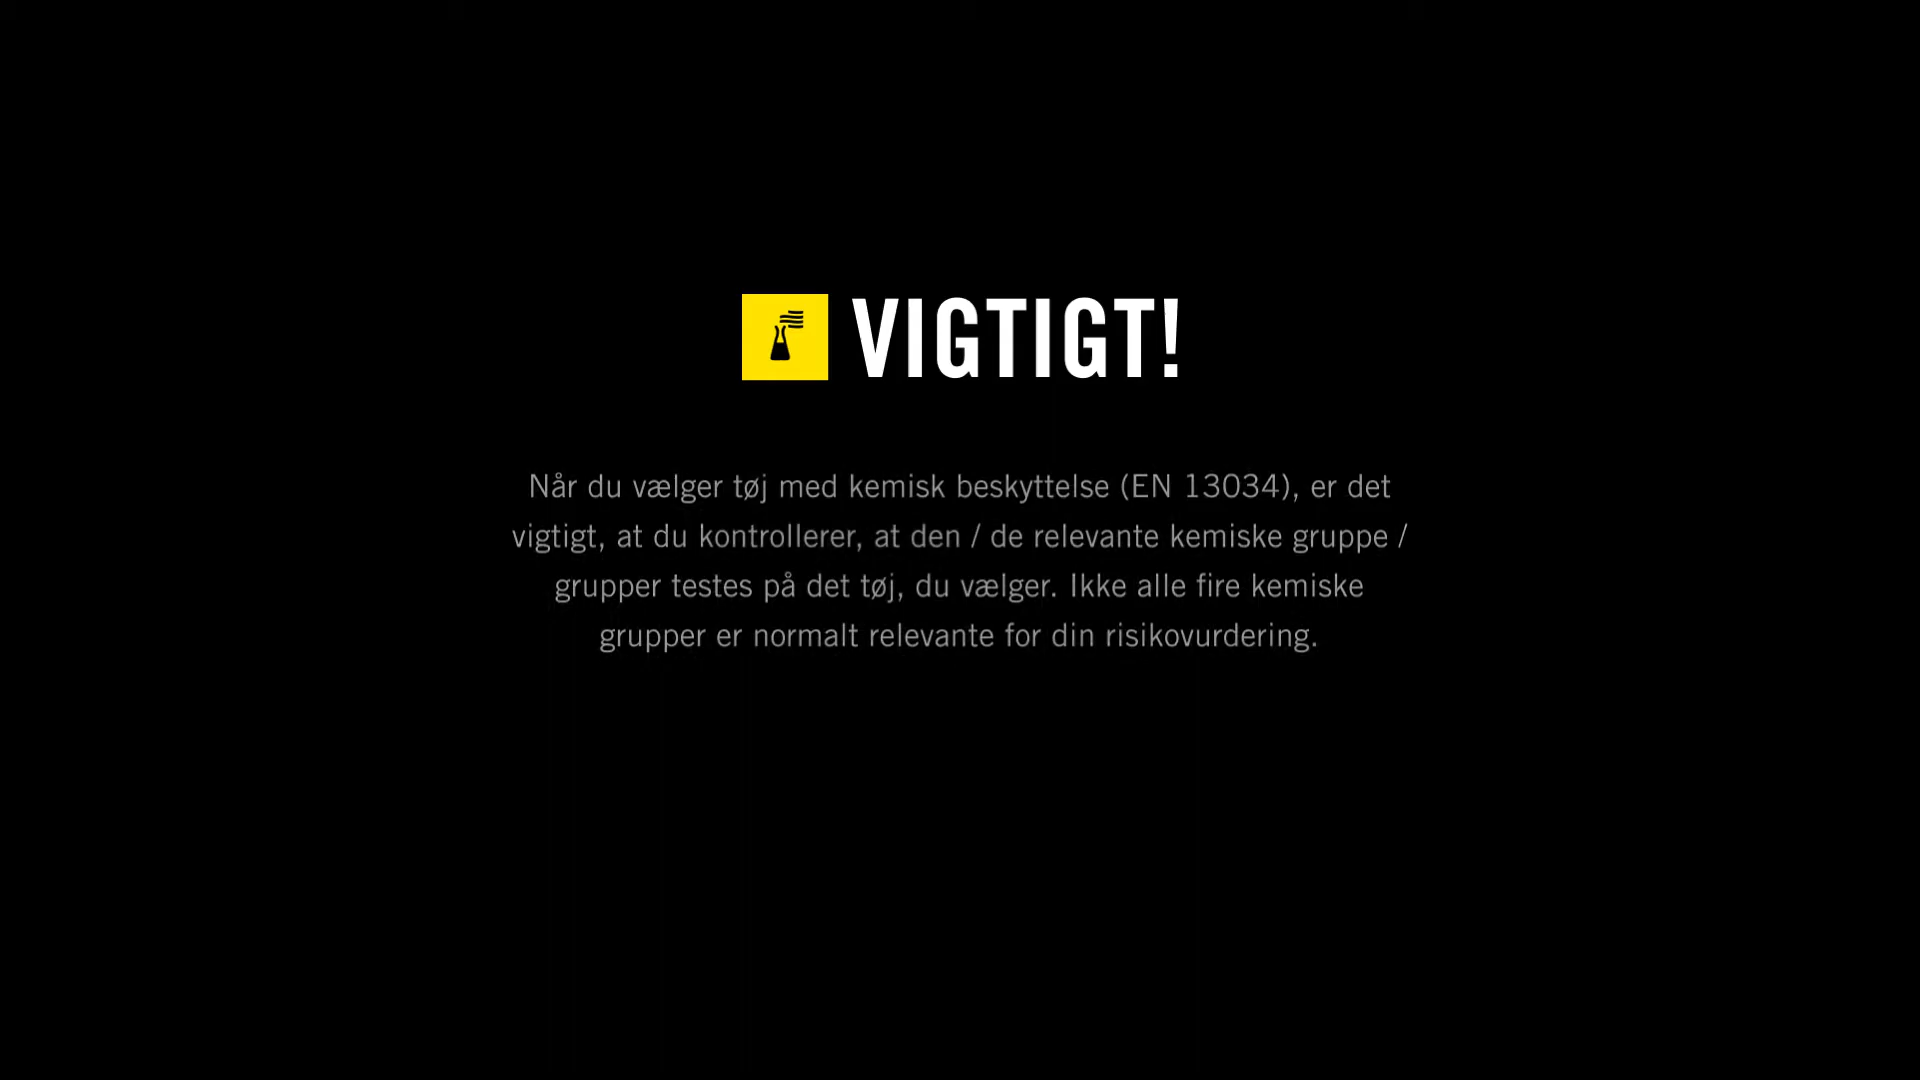 VIGTIGT!
Når du vælger tøj med kemisk beskyttelse (EN 13034), er det
vigtigt, at du kontrollerer, at den / de relevante kemiske gruppe /
grupper testes på det tøj, du vælger. Ikke alle fire kemiske
grupper er normalt relevante for din risikovurdering.